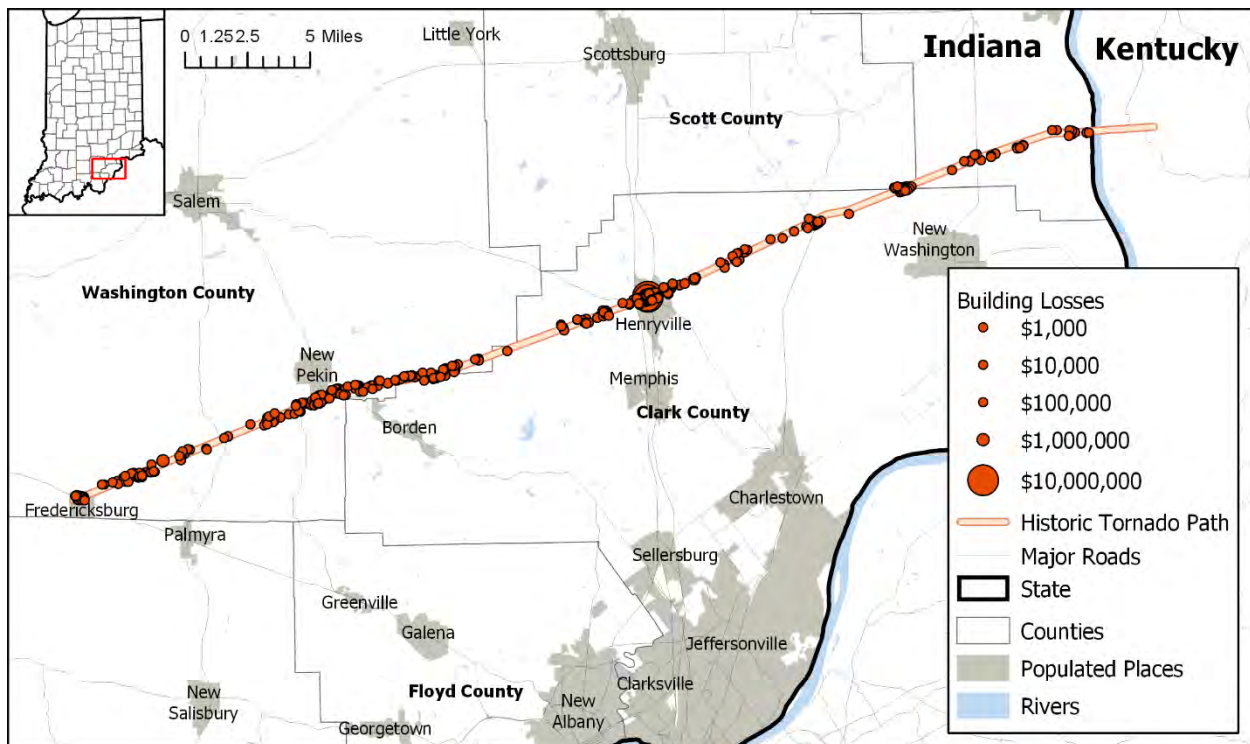 0 1.25 2.5 5 Miles
Little York
Scottsburg
Indiana
Kentucky
Scott County
Salem
New
Washington
Washington County
Henryville
New
Pekin
Memphis
Clark County
Borden
Fredericksburg
Palmyra
Charlestown
Sellersburg
Greenville
Galena
Jeffersonville
Floyd County
Clarksville
New
Salisbury
Georgetown
New
Albany
Building Losses
$1,000
$10,000
$100,000
$1,000,000
$10,000,000
Historic Tornado Path
Major Roads
State
Counties
Populated Places
Rivers